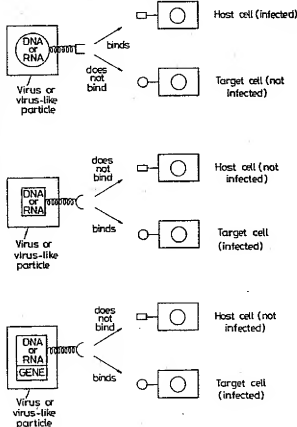 DNA
or
RNA
binds
does
not
bind
Host cell (infected)
Target cell (not
infected)
Virus or
virus-like
particle
DNA
or
RNA
does
not
bind
binds
Host cell (not
infected)
Target cell
(infected)
Virus or
virus-like
particle
DNA
or
RNA
GENE
does
not
bind
binds
Host cell (not
infected)
Target cell
(infected)
Virus or
virus-like
particle